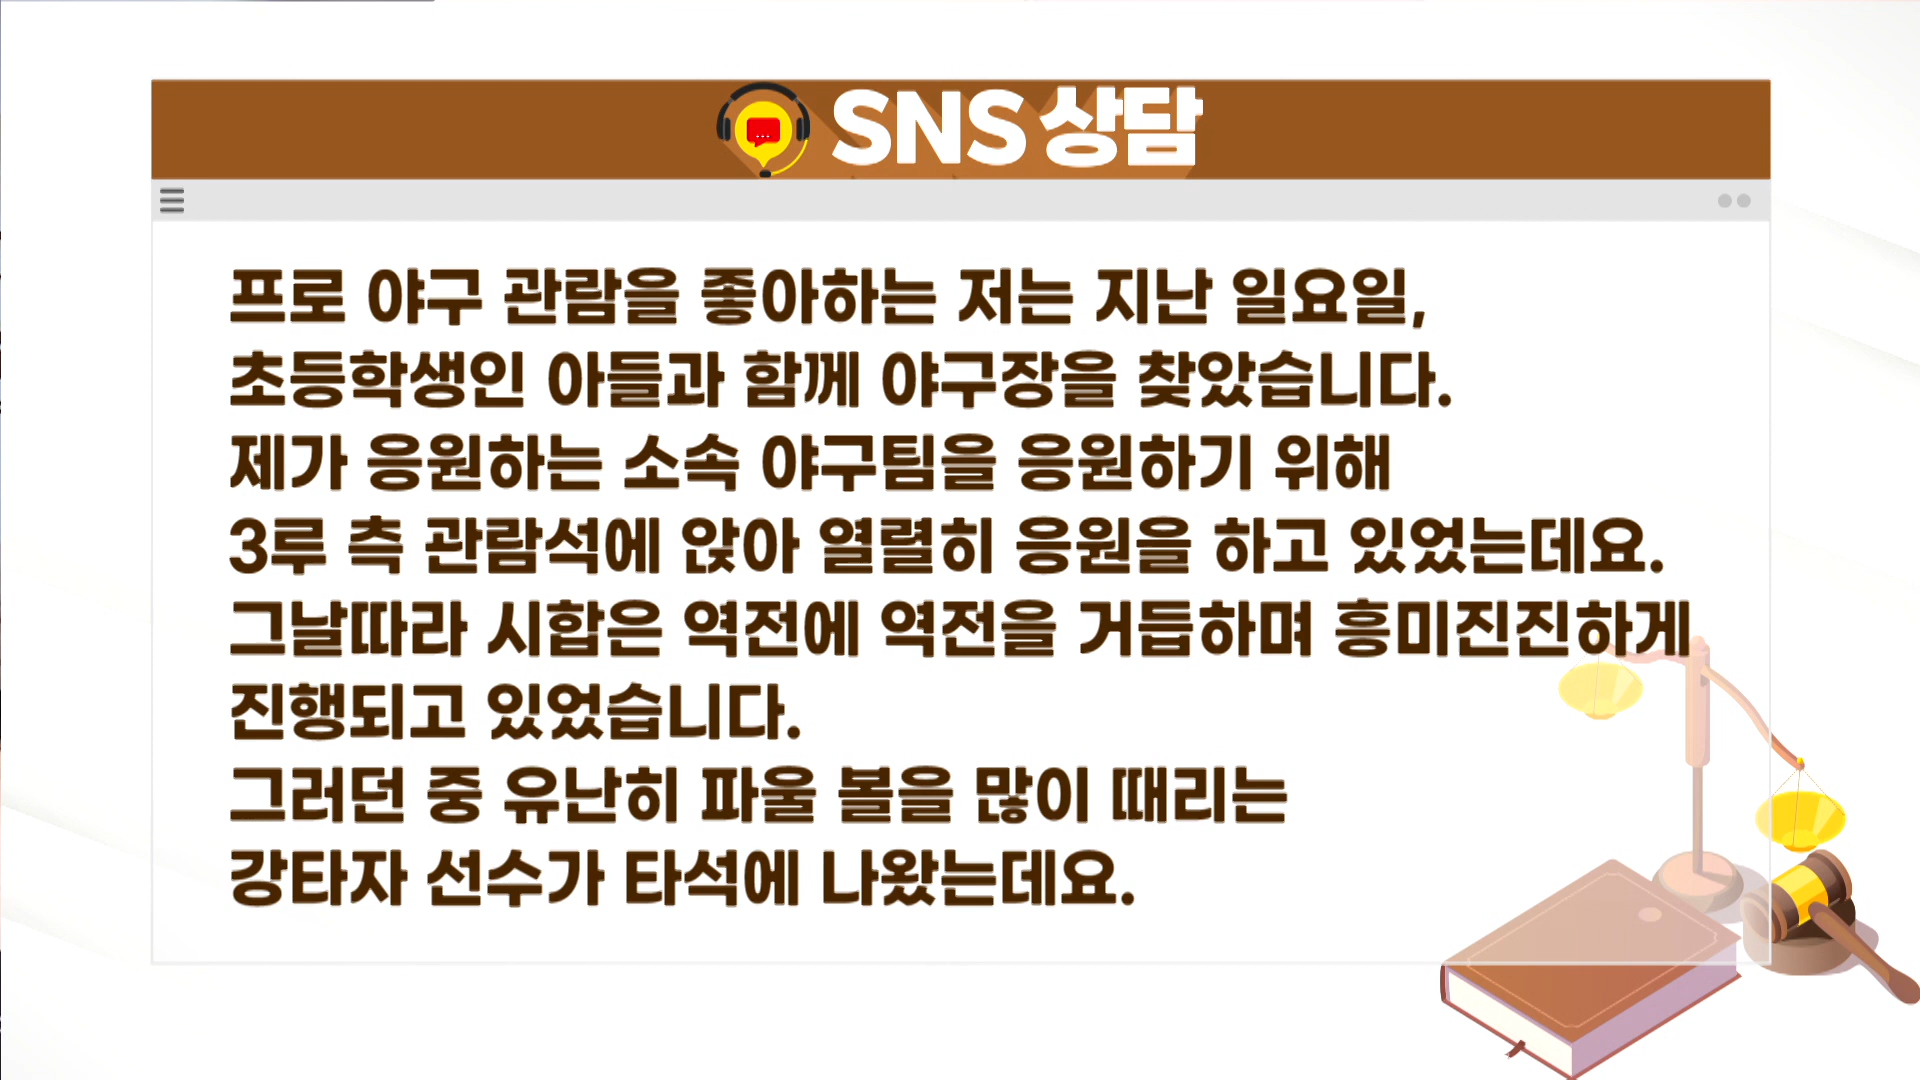 SNS 상담
프로 야구 관람을 좋아하는 저는 지난 일요일,
초등학생인 아들과 함께 야구장을 찾았습니다.
제가 응원하는 소속 야구팀을 응원하기 위해
3루 측 관람석에 앉아 열렬히 응원을 하고 있었는데요.
그날따라 시합은 역전에 역전을 거듭하며 흥미진진하게
진행되고 있었습니다.
그러던 중 유난히 파울 볼을 많이 때리는
강타자 선수가 타석에 나왔는데요.